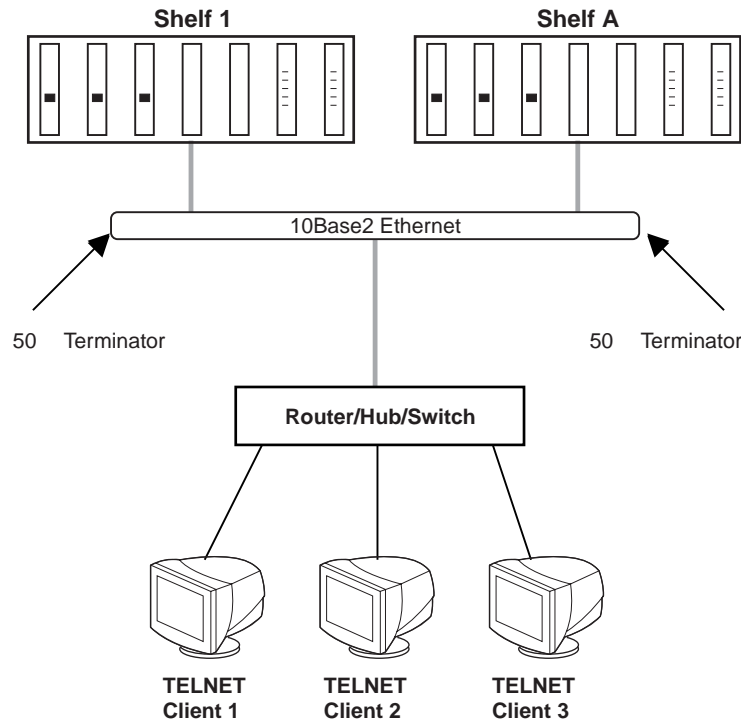 Shelf 1
Shelf A
10Base2 Ethernet
50 Terminator
50 Terminator
Router/Hub/Switch
TELNET
Client 1
TELNET
Client 2
TELNET
Client 3